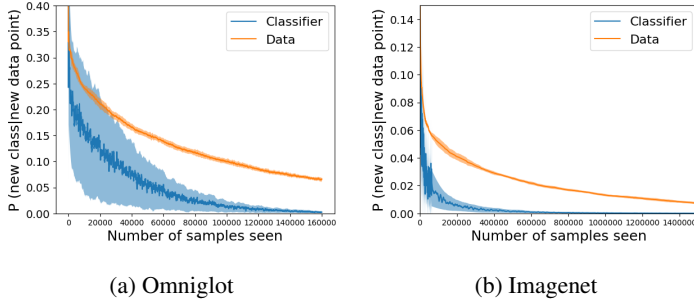 P (new class|new data point)
0.40
0.35
0.30
0.25
0.20
0.15
0.10
0.05
0.00
Classifier
Data
0 20000 40000 60000 80000 100000 120000 140000 160000
Number of samples seen
(a) Omniglot
P (new class|new data point)
0.14
0.12
0.10
0.08
0.06
0.04
0.02
0.00
Classifier
Data
0 200000 400000 600000 800000 1000000 1200000 1400000
Number of samples seen
(b) Imagenet